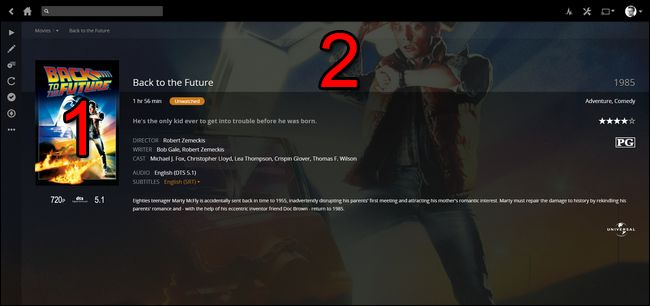 Movies
Back to the Future
2
BACK
TO THE
FUTURE
1
Back to the Future
1985
1 hr 56 min
Unwatched
Adventure, Comedy
He's the only kid ever to get into trouble before he was born.
DIRECTOR Robert Zemeckis
WRITER Bob Gale, Robert Zemeckis
CAST Michael J. Fox, Christopher Lloyd, Lea Thompson, Crispin Glover, Thomas F. Wilson
PG
AUDIO English (DTS 5.1)
SUBTITLES English (SRT)
720p dts 5.1
Eighties teenager Marty McFly is accidentally sent back in time to 1955, inadvertently disrupting his parents' first meeting and attracting his mother's romantic interest. Marty must repair the damage to history by rekindling his
parents' romance and - with the help of his eccentric inventor friend Doc Brown - return to 1985.
UNIVERSAL